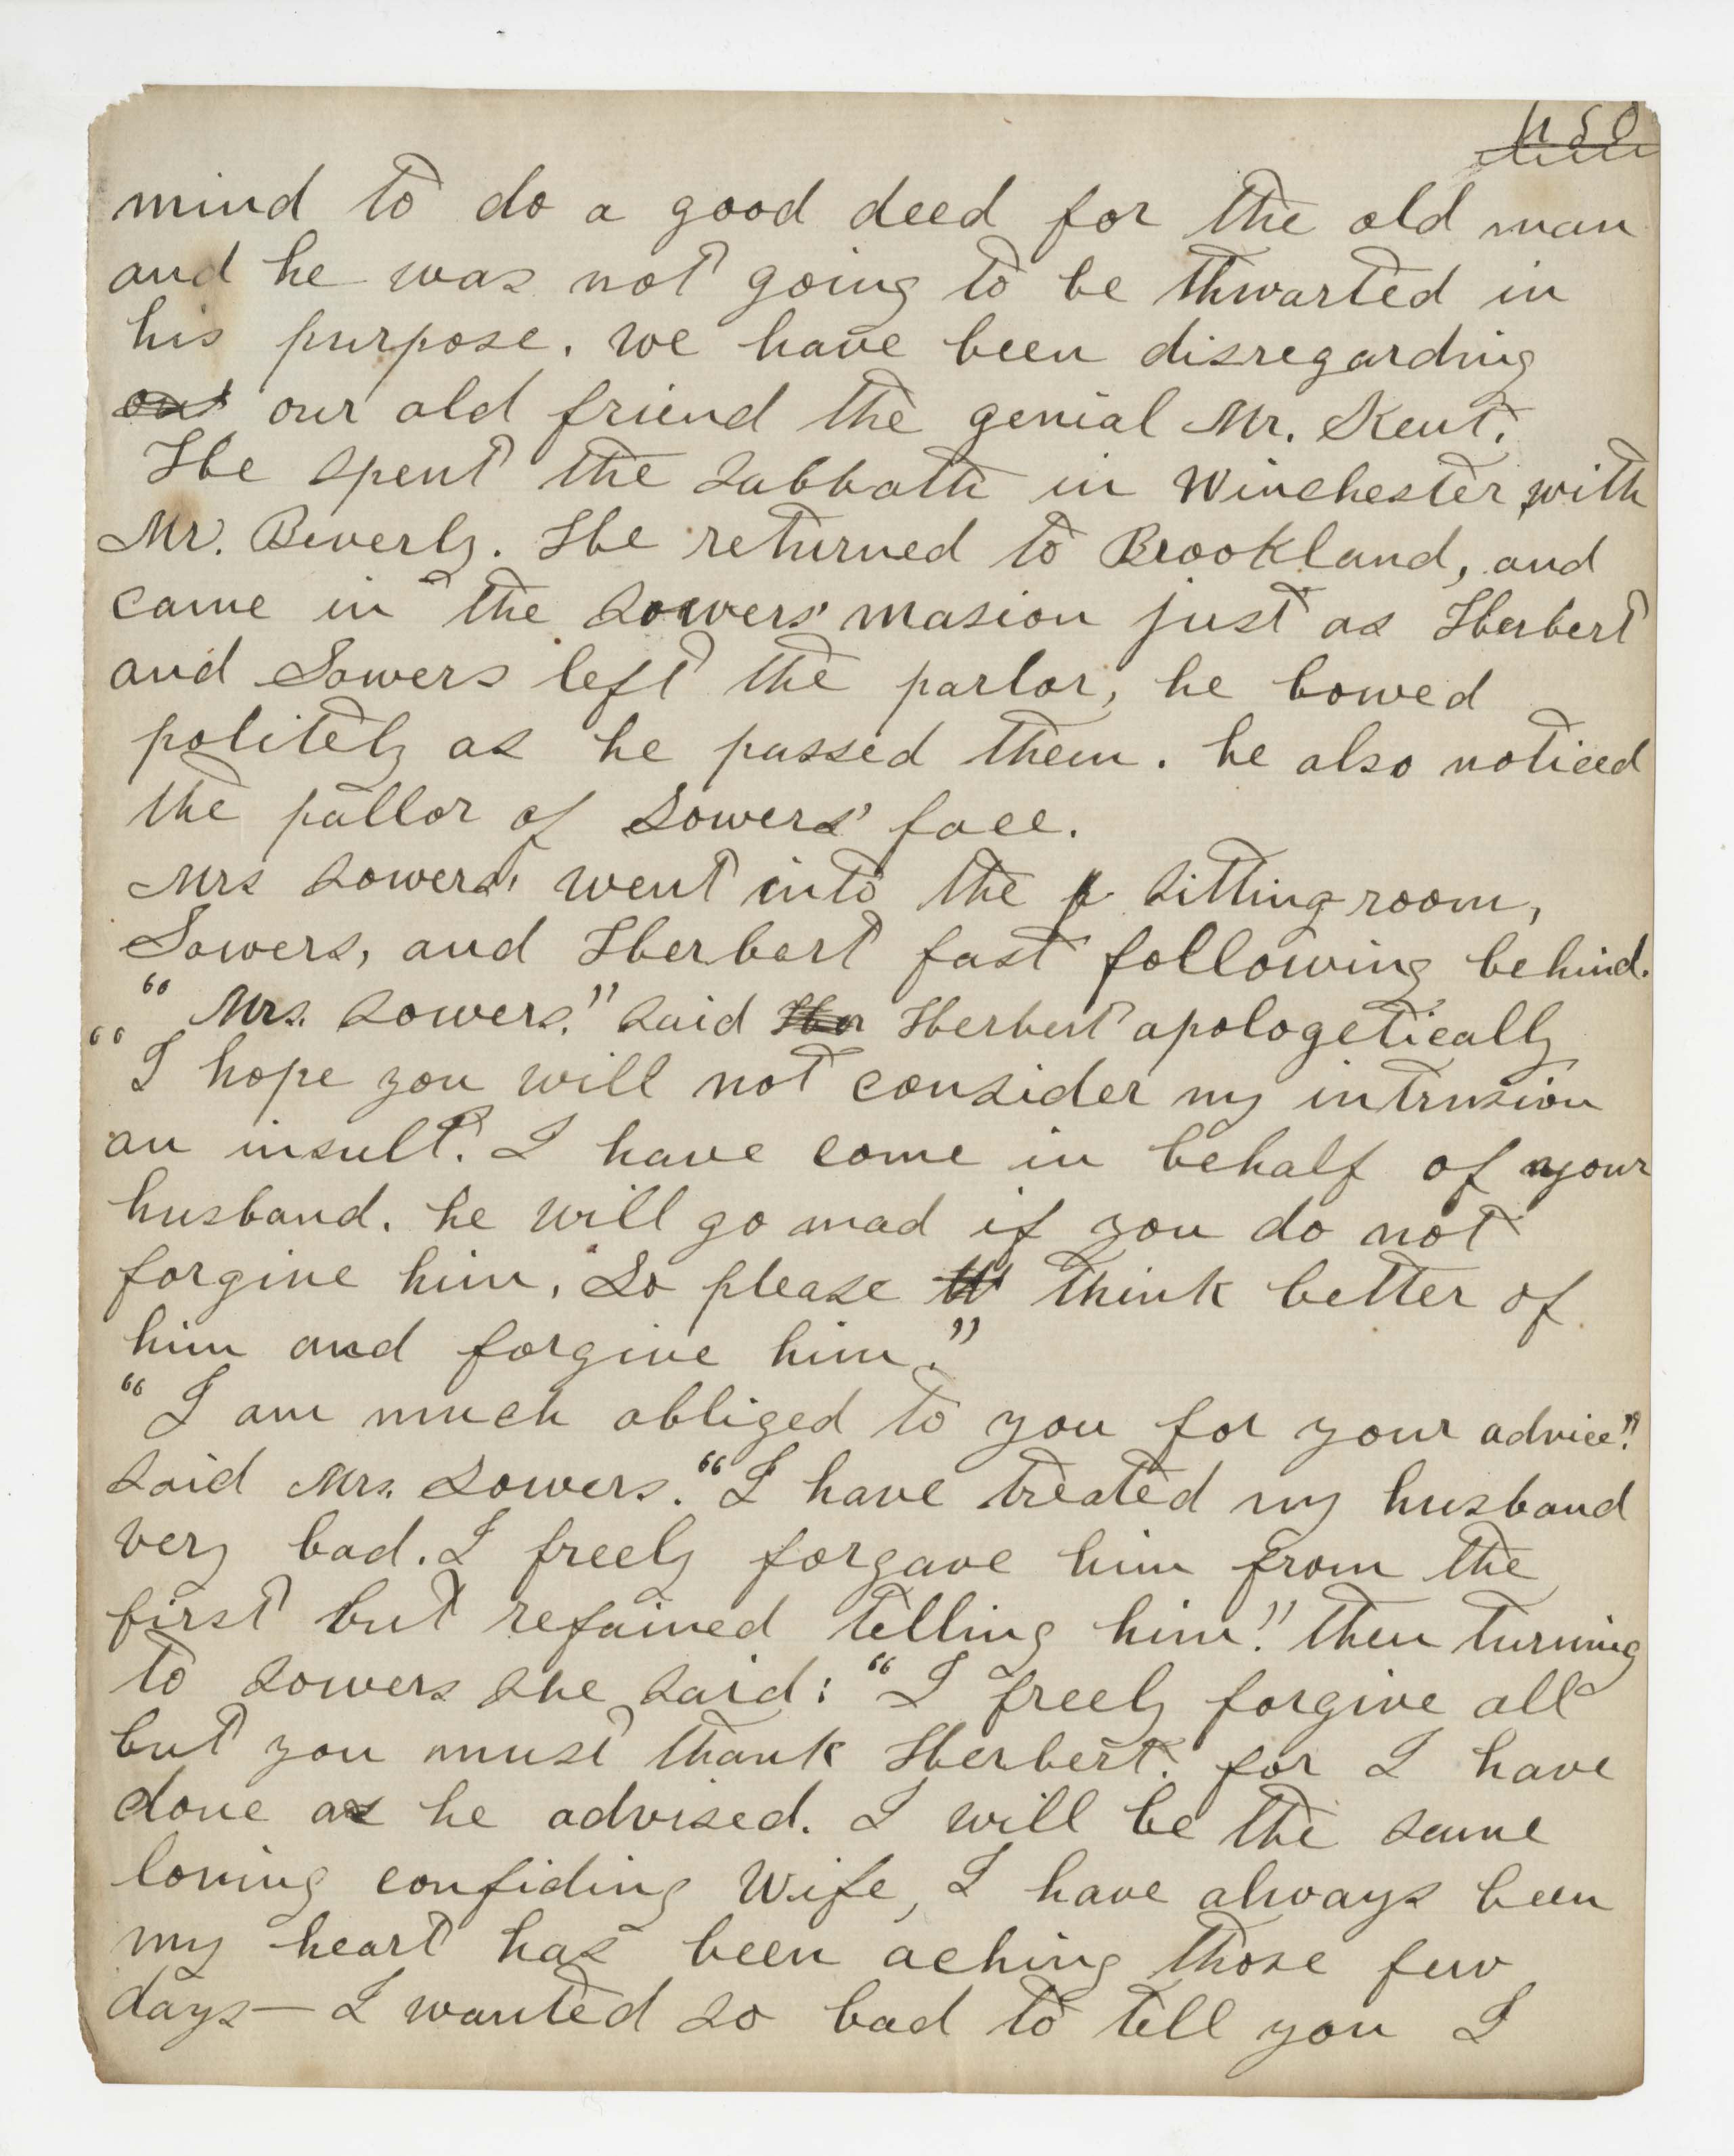 450
mind to do a good deed for the old man
and he was not going to be thwarted in
his purpose. we have been disregarding
our old friend the genial Mr. Kent.
He spent the Sabbath in Winchester with
Mr. Beverly. He returned to Brookland, and
came in the Sowers' masion just as Herbert
and Sowers left the parlor, he bowed
politely as he passed them. he also noticed
the pallor of Sowers' face.
Mrs Sowers, went into the sitting room,
Sowers, and Herbert fast following behind.
"Mrs. Sowers." said Herbert apologetically
"I hope you will not consider my intrusion
an insult. I have come in behalf of your
husband. he will go mad if you do not
forgive him. So please think better of
him and forgive him."
"I am much obliged to you for your advice."
said Mrs. Sowers. "I have treated my husband
very bad. I freely forgave him from the
first but refained telling him." then turning
to Sowers she said: "I freely forgive all
but you must thank Herbert. for I have
done as he advised. I will be the same
loving confiding Wife, I have always been
my heart has been aching those few
days— I wanted so bad to tell you I